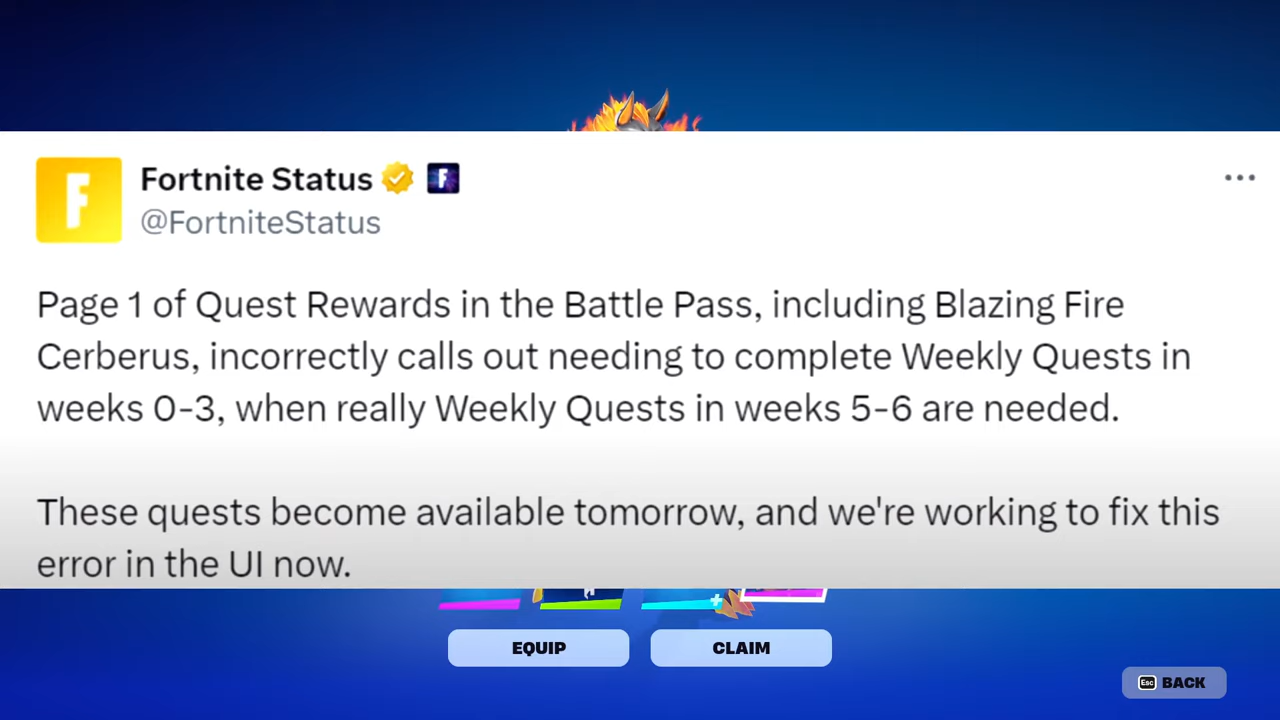 Fortnite Status
@FortniteStatus
Page 1 of Quest Rewards in the Battle Pass, including Blazing Fire
Cerberus, incorrectly calls out needing to complete Weekly Quests in
weeks 0-3, when really Weekly Quests in weeks 5-6 are needed.
These quests become available tomorrow, and we're working to fix this
error in the UI now.
EQUIP
CLAIM
Esc BACK